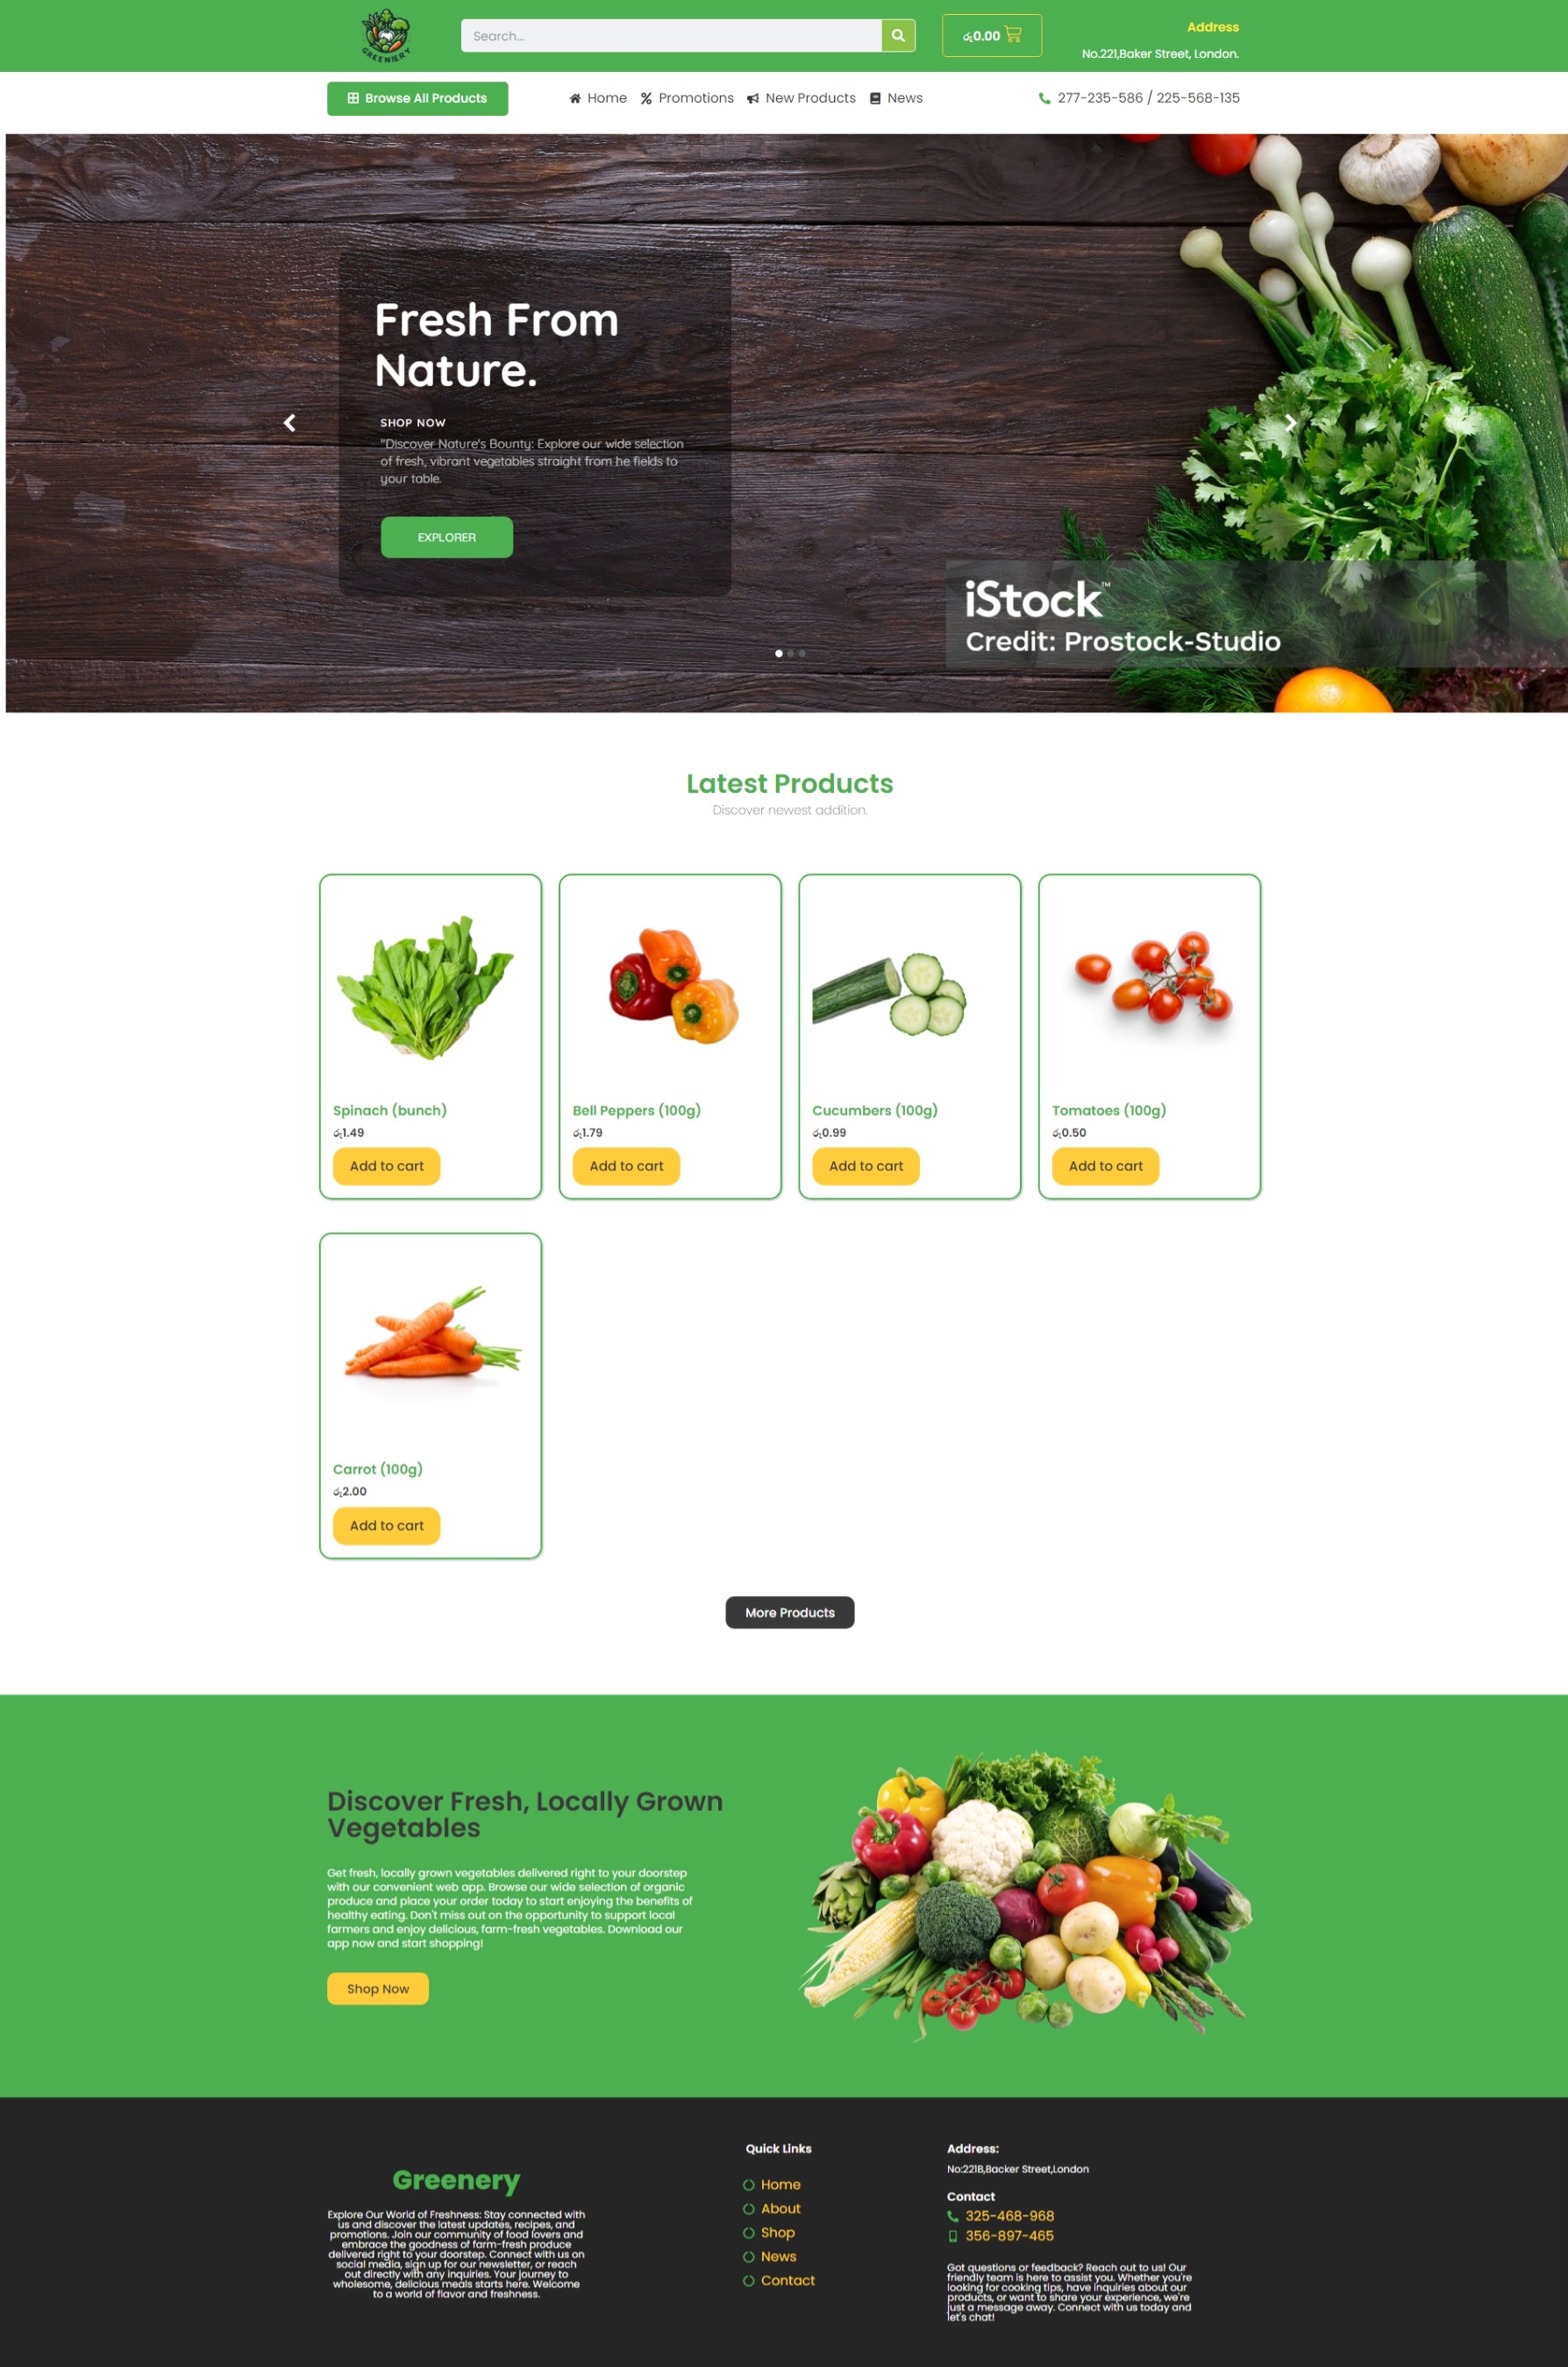 GREENIERY
Search...
රු0.00
Address
No.221,Baker Street, London.
Browse All Products
Home
Promotions
New Products
News
277-235-586 / 225-568-135
Fresh From
Nature.
SHOP NOW
"Discover Nature's Bounty: Explore our wide selection
of fresh, vibrant vegetables straight from he fields to
your table.
EXPLORER
iStock™
Credit: Prostock-Studio
Latest Products
Discover newest addition.
Spinach (bunch)
රු1.49
Add to cart
Bell Peppers (100g)
රු1.79
Add to cart
Cucumbers (100g)
රු0.99
Add to cart
Tomatoes (100g)
රු0.50
Add to cart
Carrot (100g)
රු2.00
Add to cart
More Products
Discover Fresh, Locally Grown
Vegetables
Get fresh, locally grown vegetables delivered right to your doorstep
with our convenient web app. Browse our wide selection of organic
produce and place your order today to start enjoying the benefits of
healthy eating. Don't miss out on the opportunity to support local
farmers and enjoy delicious, farm-fresh vegetables. Download our
app now and start shopping!
Shop Now
Greenery
Explore Our World of Freshness: Stay connected with
us and discover the latest updates, recipes, and
promotions. Join our community of food lovers and
embrace the goodness of farm-fresh produce
delivered right to your doorstep. Connect with us on
social media, sign up for our newsletter, or reach
out directly with any inquiries. Your journey to
wholesome, delicious meals starts here. Welcome
to a world of flavor and freshness.
Quick Links
Home
About
Shop
News
Contact
Address:
No:221B,Backer Street,London
Contact
325-468-968
356-897-465
Got questions or feedback? Reach out to us! Our
friendly team is here to assist you. Whether you're
looking for cooking tips, have inquiries about our
products, or want to share your experience, we're
just a message away. Connect with us today and
let's chat!